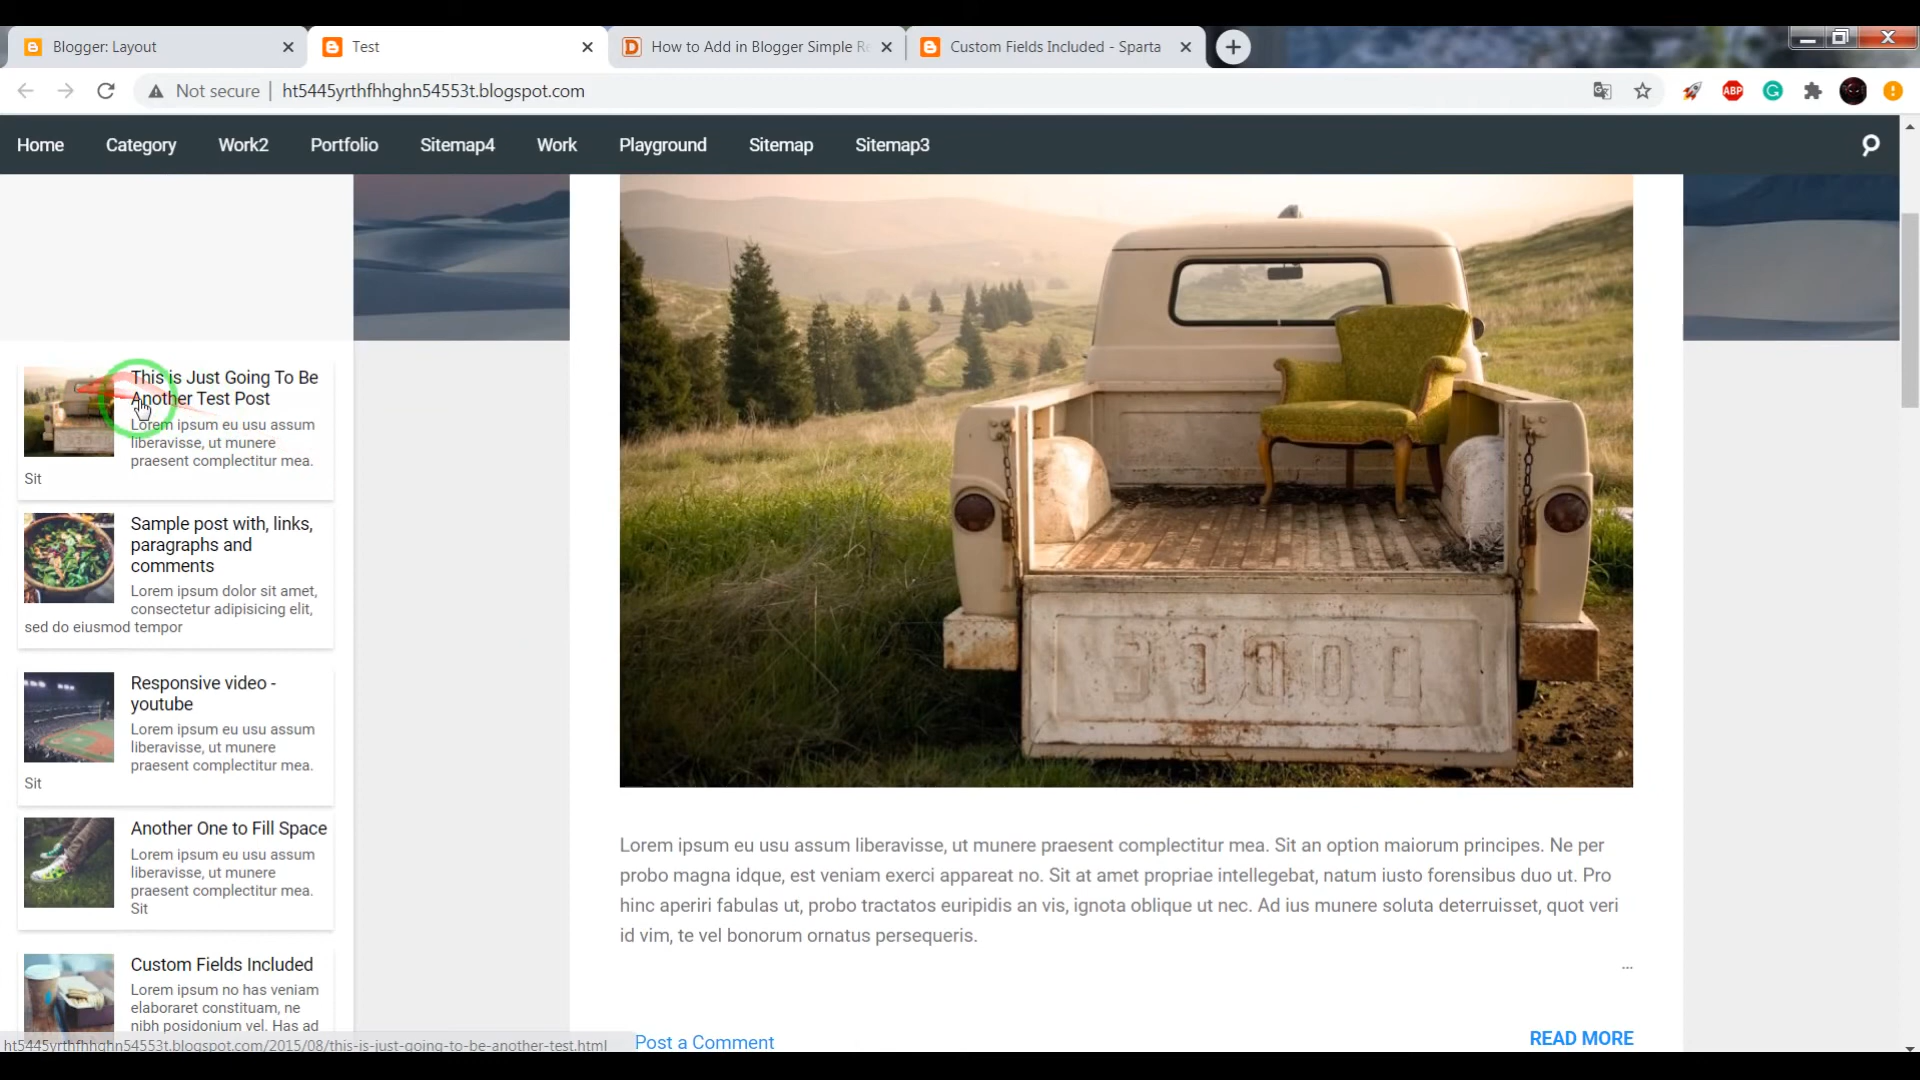 Blogger: Layout
Test
How to Add in Blogger Simple Re
Custom Fields Included - Sparta
Not secure
ht5445yrthfhhghn54553t.blogspot.com
ABP
Home
Category
Work2
Portfolio
Sitemap4
Work
Playground
Sitemap
Sitemap3
This is Just Going To Be
Another Test Post
Lorem ipsum eu usu assum
liberavisse, ut munere
praesent complectitur mea.
Sit
Sample post with, links,
paragraphs and
comments
Lorem ipsum dolor sit amet,
consectetur adipisicing elit,
sed do eiusmod tempor
Responsive video -
youtube
Lorem ipsum eu usu assum
liberavisse, ut munere
praesent complectitur mea.
Sit
Another One to Fill Space
Lorem ipsum eu usu assum
liberavisse, ut munere
praesent complectitur mea.
Sit
Custom Fields Included
Lorem ipsum no has veniam
elaboraret constituam, ne
nibh posidonium vel. Has ad
ht5445yrthfhhghn54553t.blogspot.com/2015/08/this-is-just-going-to-be-another-test.html
Lorem ipsum eu usu assum liberavisse, ut munere praesent complectitur mea. Sit an option maiorum principes. Ne per
probo magna idque, est veniam exerci appareat no. Sit at amet propriae intellegebat, natum iusto forensibus duo ut. Pro
hinc aperiri fabulas ut, probo tractatos euripidis an vis, ignota oblique ut nec. Ad ius munere soluta deterruisset, quot veri
id vim, te vel bonorum ornatus persequeris.
...
Post a Comment
READ MORE